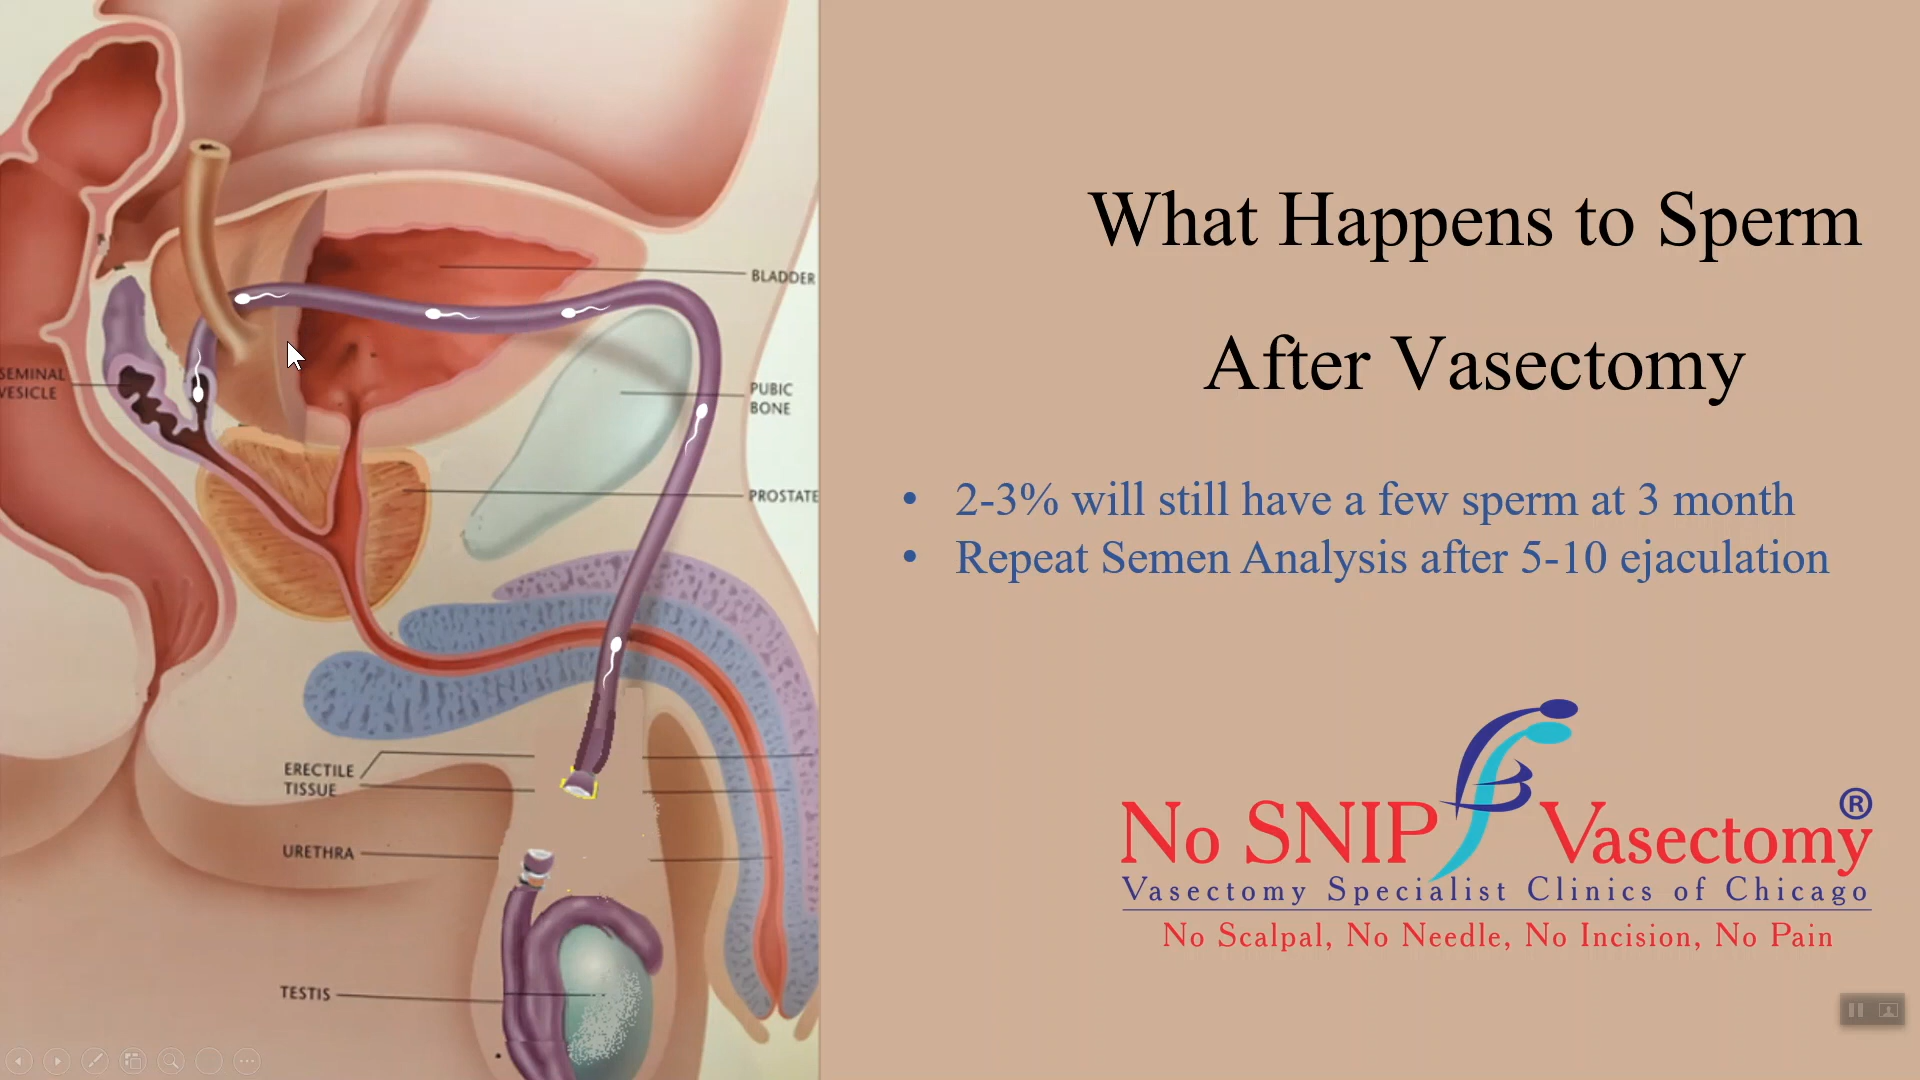 What Happens to Sperm
After Vasectomy
• 2-3% will still have a few sperm at 3 month
• Repeat Semen Analysis after 5-10 ejaculation
BLADDER
SEMINAL
VESICLE
PUBIC
BONE
PROSTATE
ERECTILE
TISSUE
URETHRA
TESTIS
No SNIP Vasectomy®
Vasectomy Specialist Clinics of Chicago
No Scalpal, No Needle, No Incision, No Pain